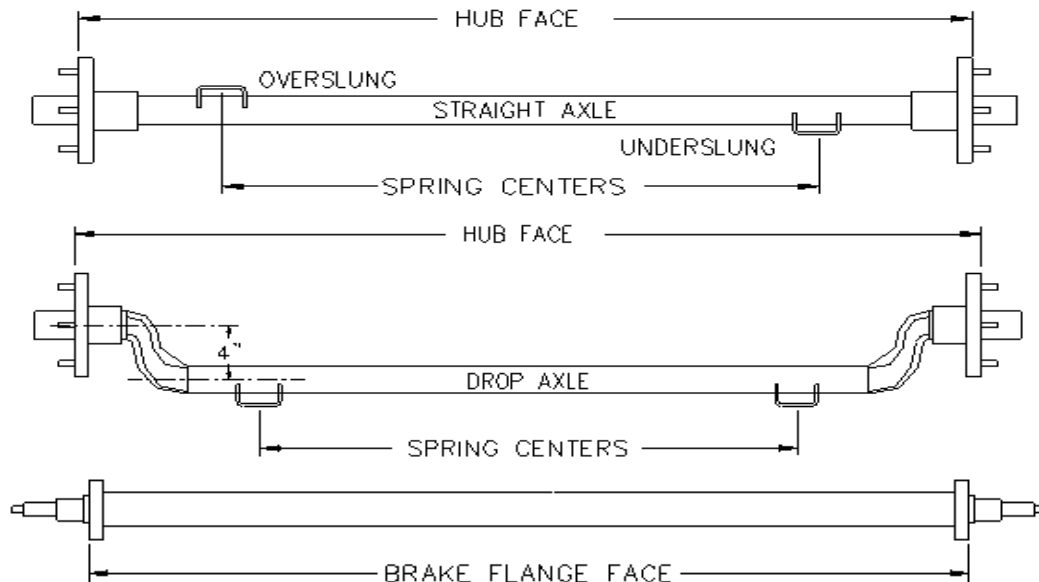 HUB FACE
OVERSLUNG
STRAIGHT AXLE
UNDERSLUNG
SPRING CENTERS
HUB FACE
4"
DROP AXLE
SPRING CENTERS
BRAKE FLANGE FACE